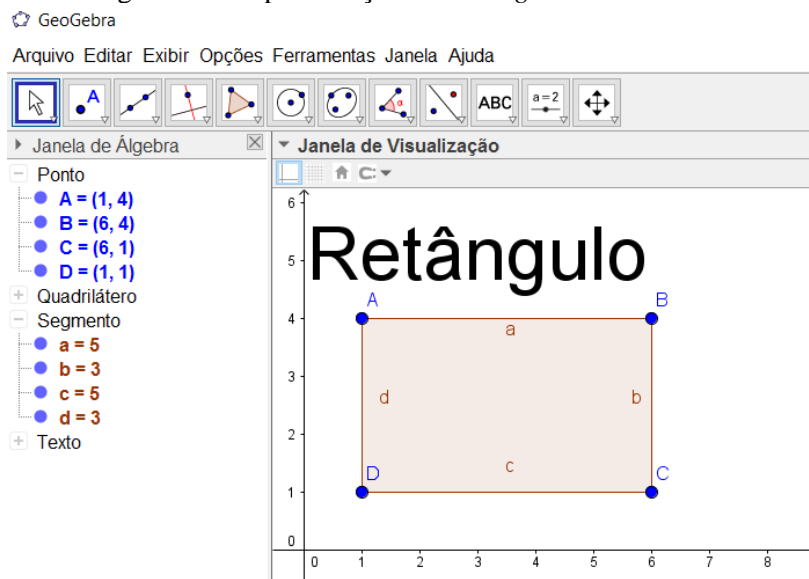 GeoGebra
Arquivo Editar Exibir Opções Ferramentas Janela Ajuda
A
α
ABC
a=2
Janela de Álgebra
Ponto
A = (1, 4)
B = (6, 4)
C = (6, 1)
D = (1, 1)
Quadrilátero
Segmento
a = 5
b = 3
c = 5
d = 3
Texto
Janela de Visualização
Retângulo
6
5
4
3
2
1
0
A
B
a
d
b
D
c
C
0 1 2 3 4 5 6 7 8